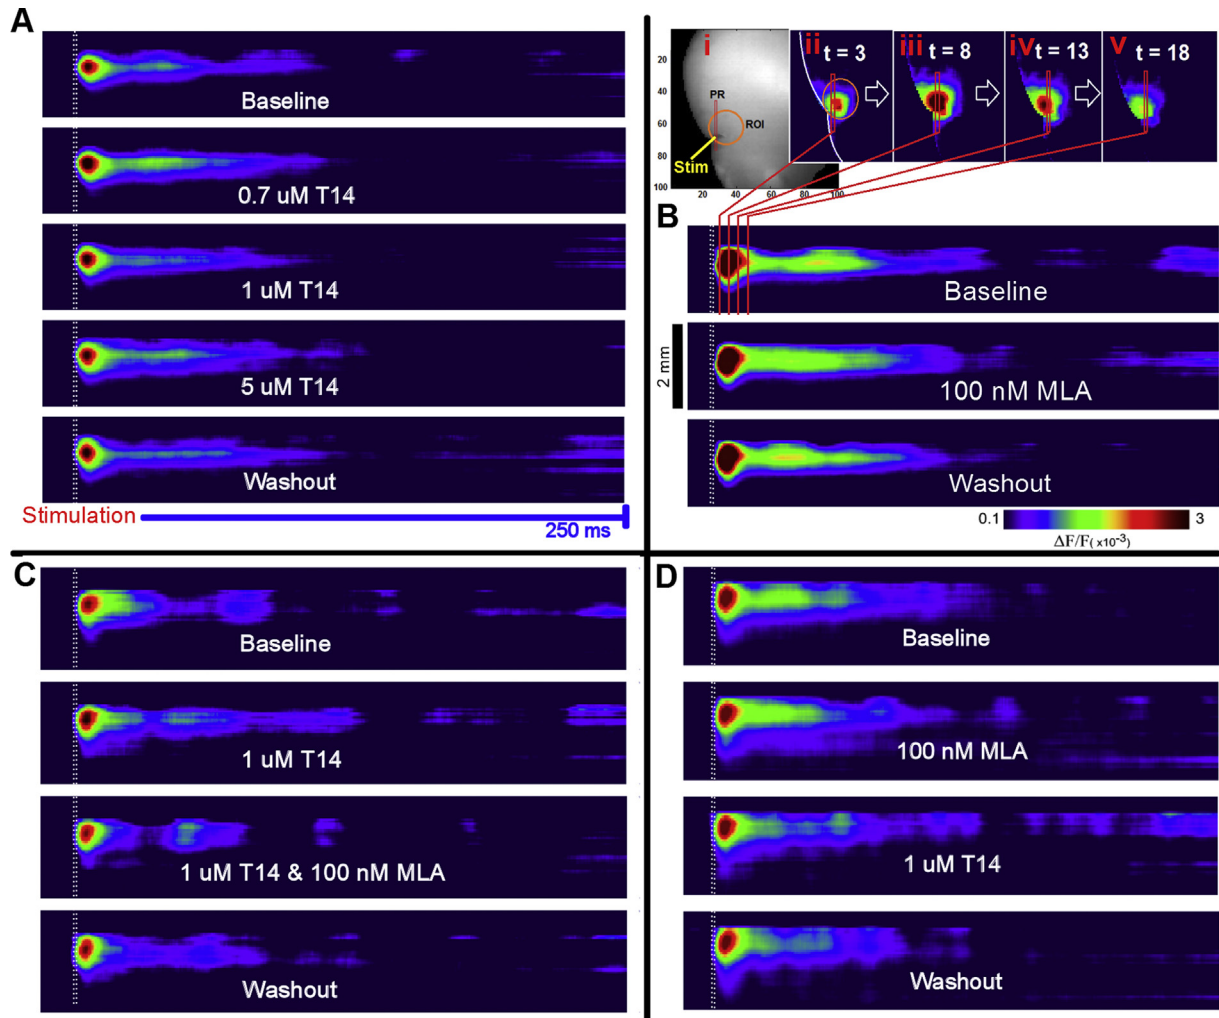 A
Baseline
0.7 uM T14
1 uM T14
5 uM T14
Washout
Stimulation
250 ms
i
ii
iii
iv
v
t = 3
t = 8
t = 13
t = 18
PR
ROI
Stim
20
40
60
80
100
20
40
60
80
100
B
Baseline
2 mm
100 nM MLA
Washout
0.1
3
ΔF/F( x10⁻³)
C
Baseline
1 uM T14
1 uM T14 & 100 nM MLA
Washout
D
Baseline
100 nM MLA
1 uM T14
Washout